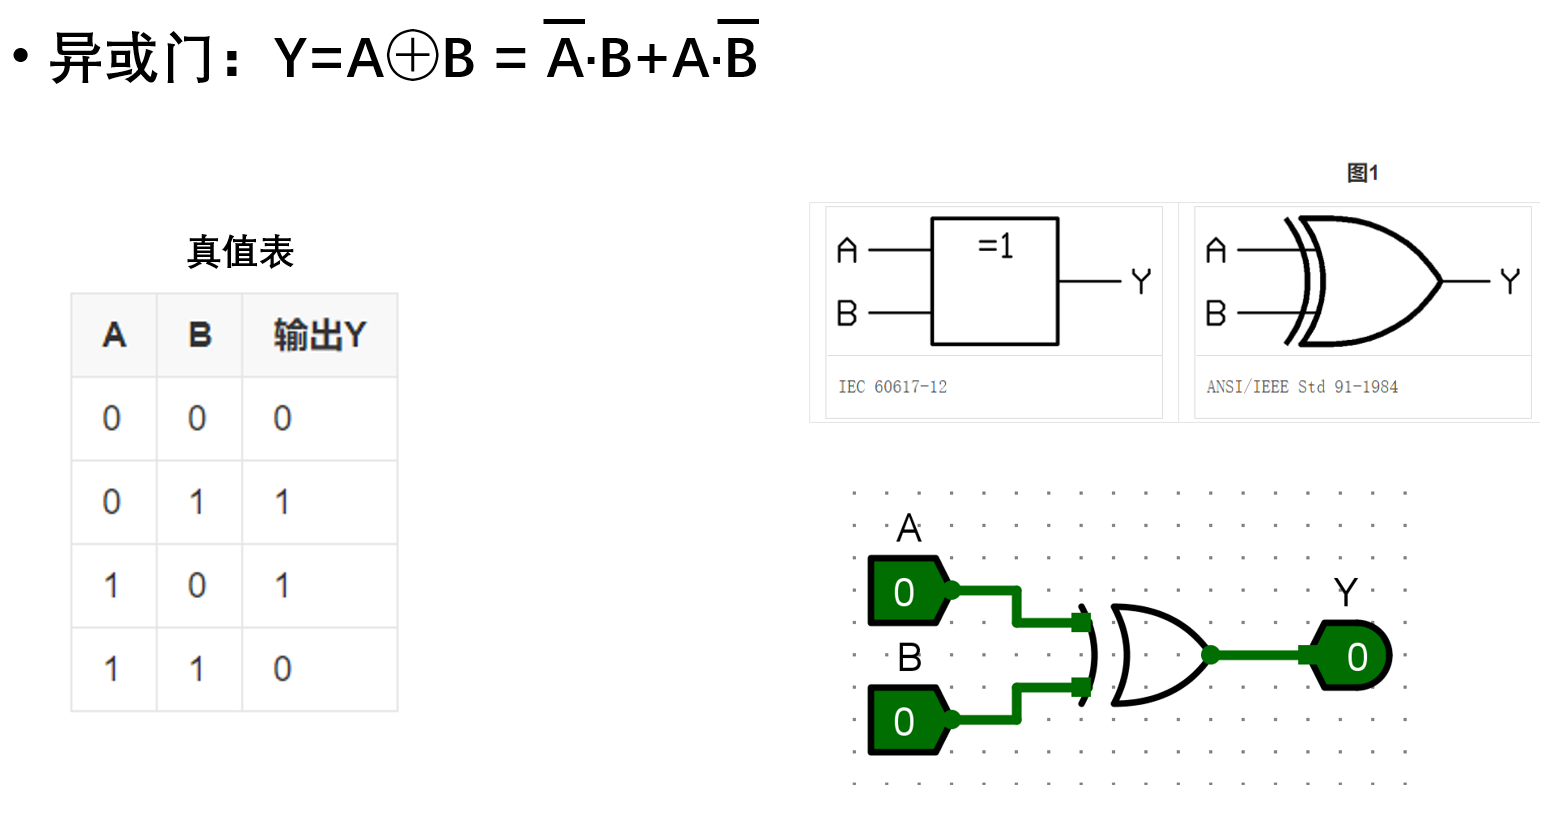 • 异或门：Y=A⊕B = A̅·B+A·B̅
真值表
A B 输出Y
0 0 0
0 1 1
1 0 1
1 1 0
图1
A =1 Y
B
IEC 60617-12
A Y
B
ANSI/IEEE Std 91-1984
A
0
B
0
Y
0